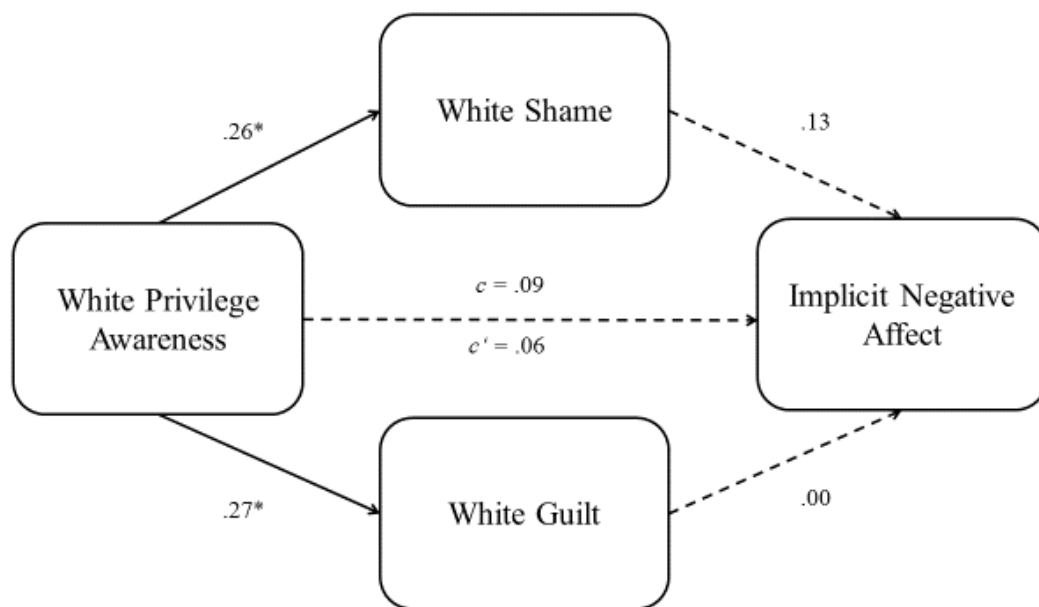 White Shame
.26*
.13
White Privilege
Awareness
c = .09
c‘ = .06
Implicit Negative
Affect
.27*
White Guilt
.00